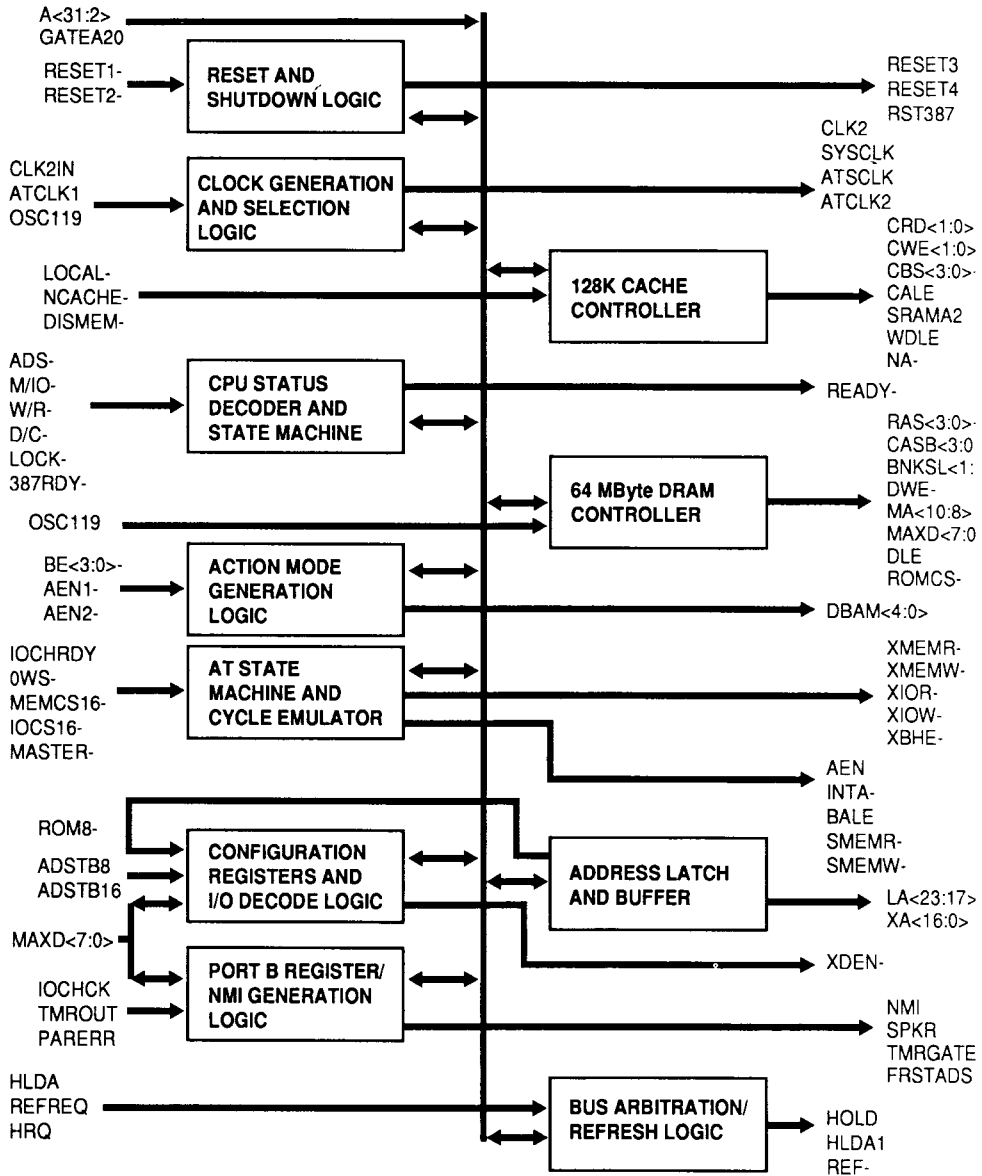 A<31:2>
GATEA20
RESET1-
RESET2-
RESET AND
SHUTDOWN LOGIC
RESET3
RESET4
RST387
CLK2IN
ATCLK1
OSC119
CLOCK GENERATION
AND SELECTION
LOGIC
CLK2
SYSCLK
ATSCLK
ATCLK2
LOCAL-
NCACHE-
DISMEM-
128K CACHE
CONTROLLER
CRD<1:0>
CWE<1:0>
CBS<3:0>-
CALE
SRAMA2
WDLE
NA-
ADS-
M/IO-
W/R-
D/C-
LOCK-
387RDY-
CPU STATUS
DECODER AND
STATE MACHINE
READY-
OSC119
64 MByte DRAM
CONTROLLER
RAS<3:0>-
CASB<3:0
BNKSL<1:
DWE-
MA<10:8>
MAXD<7:0
DLE
ROMCS-
BE<3:0>-
AEN1-
AEN2-
ACTION MODE
GENERATION
LOGIC
DBAM<4:0>
IOCHRDY
0WS-
MEMCS16-
IOCS16-
MASTER-
AT STATE
MACHINE AND
CYCLE EMULATOR
XMEMR-
XMEMW-
XIOR-
XIOW-
XBHE-
AEN
INTA-
BALE
SMEMR-
SMEMW-
ROM8-
ADSTB8
ADSTB16
CONFIGURATION
REGISTERS AND
I/O DECODE LOGIC
ADDRESS LATCH
AND BUFFER
LA<23:17>
XA<16:0>
MAXD<7:0>
XDEN-
IOCHCK
TMROUT
PARERR
PORT B REGISTER/
NMI GENERATION
LOGIC
NMI
SPKR
TMRGATE
FRSTADS
HLDA
REFREQ
HRQ
BUS ARBITRATION/
REFRESH LOGIC
HOLD
HLDA1
REF-